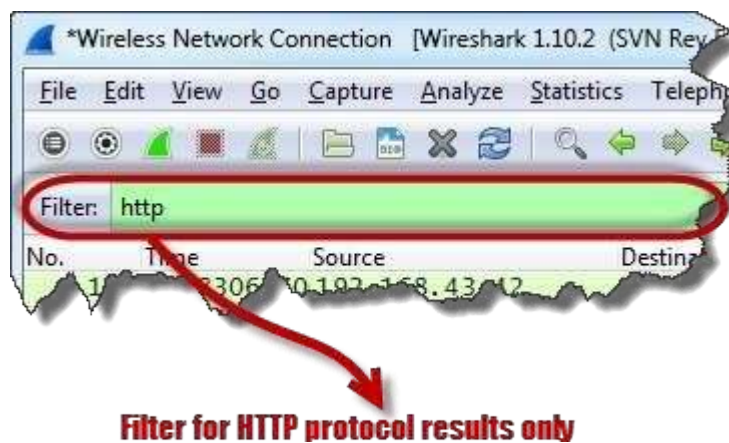 *Wireless Network Connection [Wireshark 1.10.2 (SVN Rev
File Edit View Go Capture Analyze Statistics Teleph
Filter: http
No. Time Source Destina
Filter for HTTP protocol results only